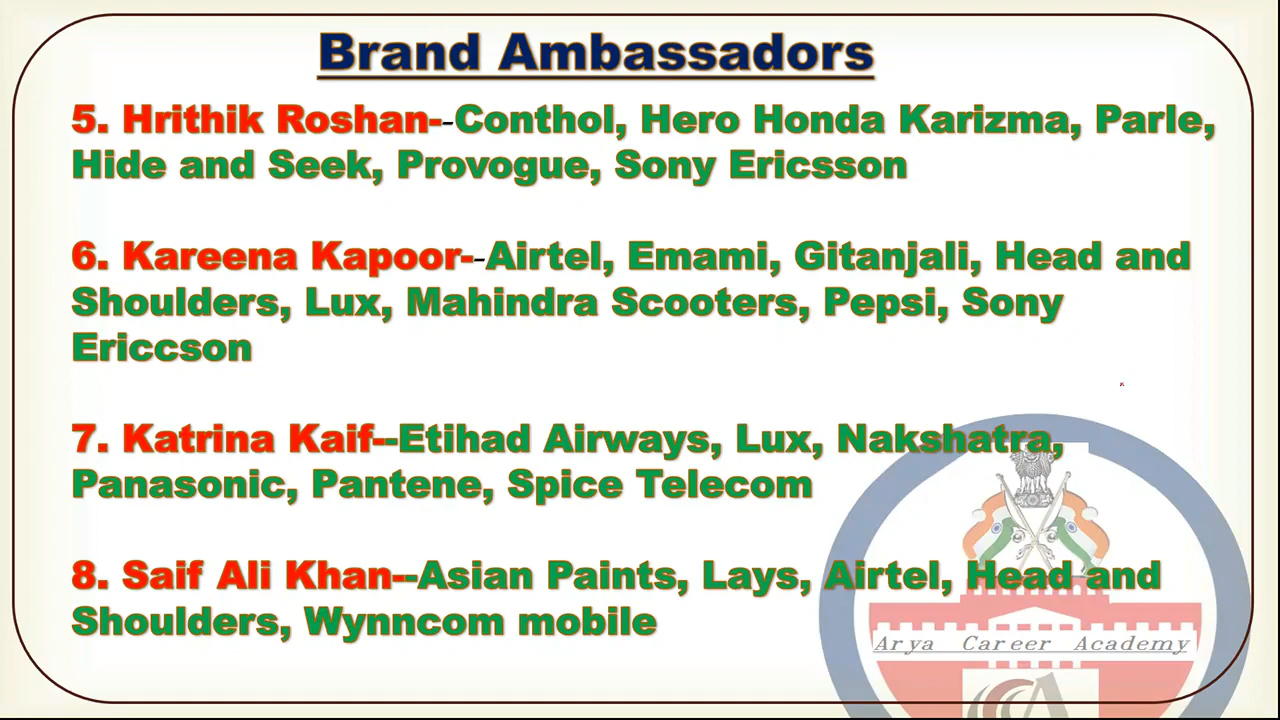 Brand Ambassadors
5. Hrithik Roshan--Conthol, Hero Honda Karizma, Parle,
Hide and Seek, Provogue, Sony Ericsson
6. Kareena Kapoor--Airtel, Emami, Gitanjali, Head and
Shoulders, Lux, Mahindra Scooters, Pepsi, Sony
Ericcson
7. Katrina Kaif--Etihad Airways, Lux, Nakshatra,
Panasonic, Pantene, Spice Telecom
8. Saif Ali Khan--Asian Paints, Lays, Airtel, Head and
Shoulders, Wynncom mobile
Arya Career Academy